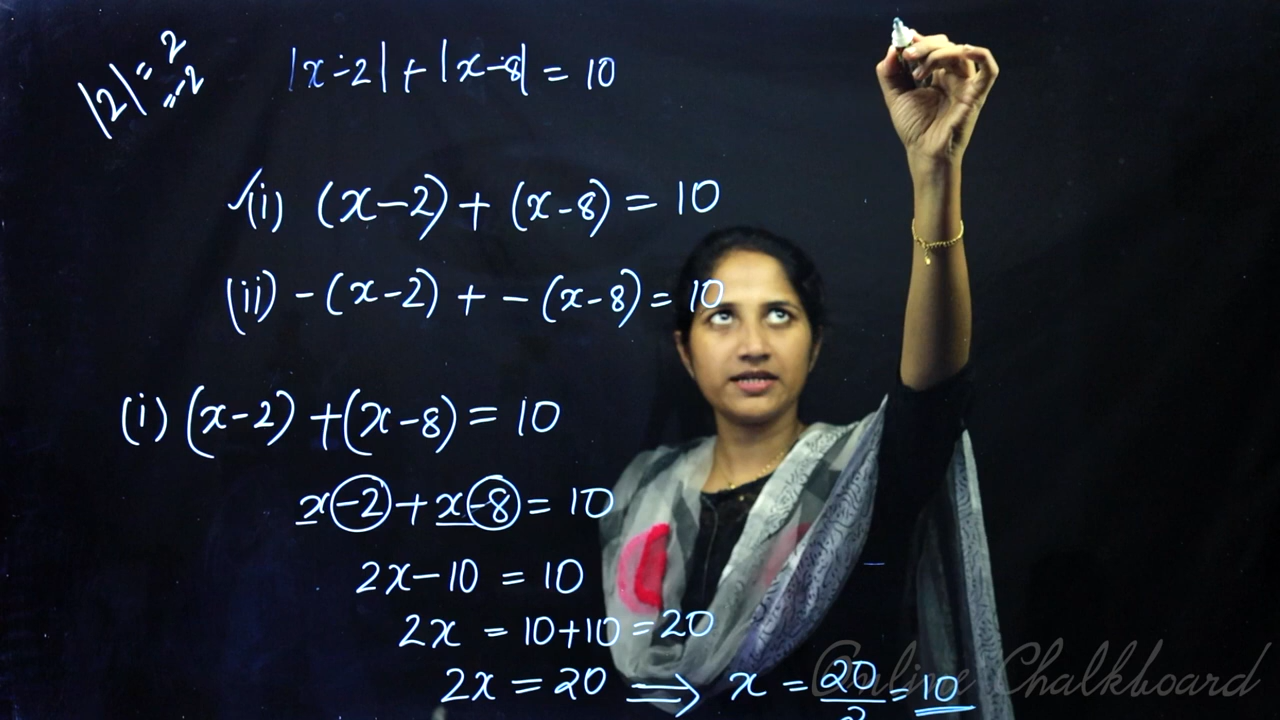 |2| = 2
= -2
|x-2| + |x-8| = 10
(i) (x-2) + (x-8) = 10
(ii) -(x-2) + -(x-8) = 10
(i) (x-2) + (x-8) = 10
x-2 + x-8 = 10
2x-10 = 10
2x = 10+10 = 20
2x = 20 ⟹ x = 20/2 = 10
Online Chalkboard